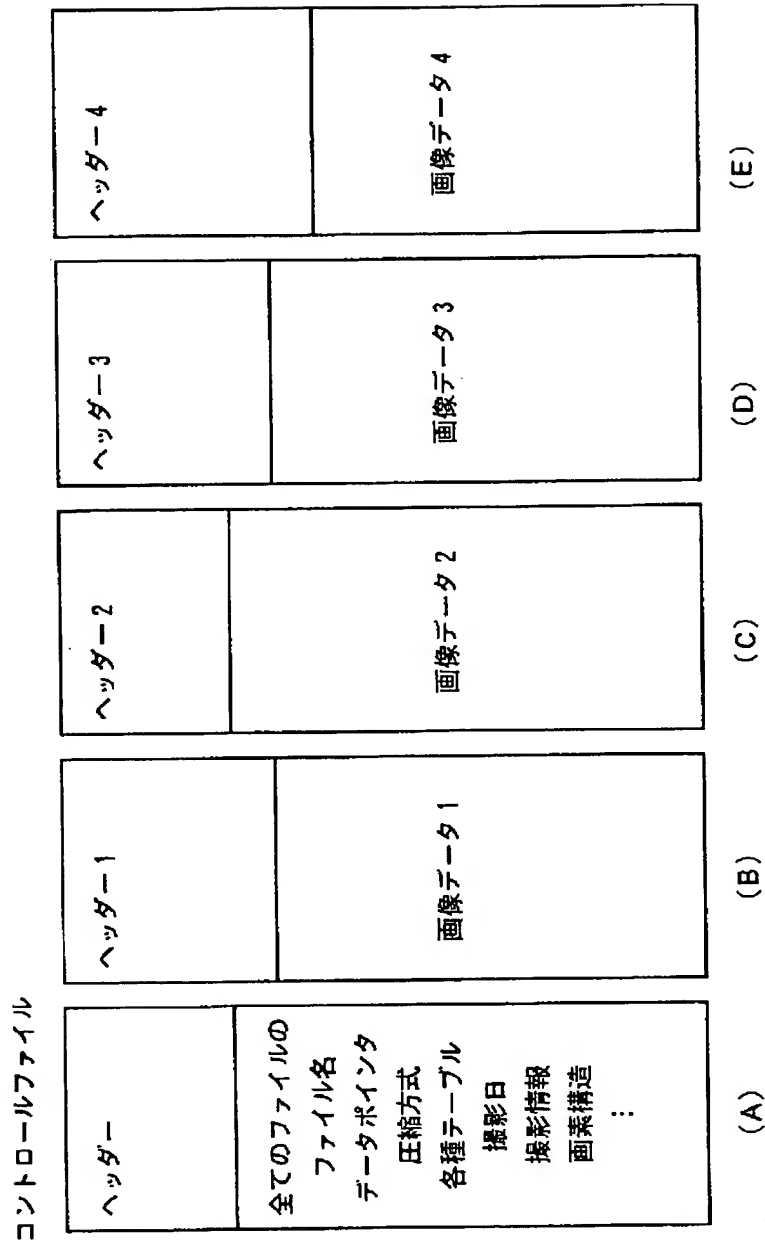 コントロールファイル
ヘッダー
全てのファイルの
ファイル名
データポインタ
圧縮方式
各種テーブル
撮影日
撮影情報
画素構造
⋮
(A)
ヘッダー1
画像データ1
(B)
ヘッダー2
画像データ2
(C)
ヘッダー3
画像データ3
(D)
ヘッダー4
画像データ4
(E)